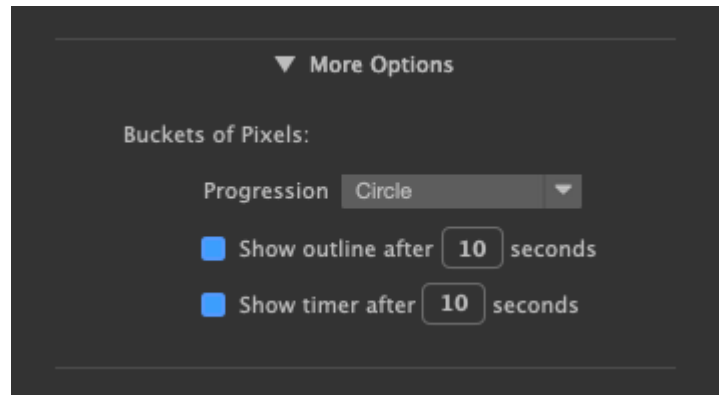 More Options
Buckets of Pixels:
Progression Circle
Show outline after 10 seconds
Show timer after 10 seconds